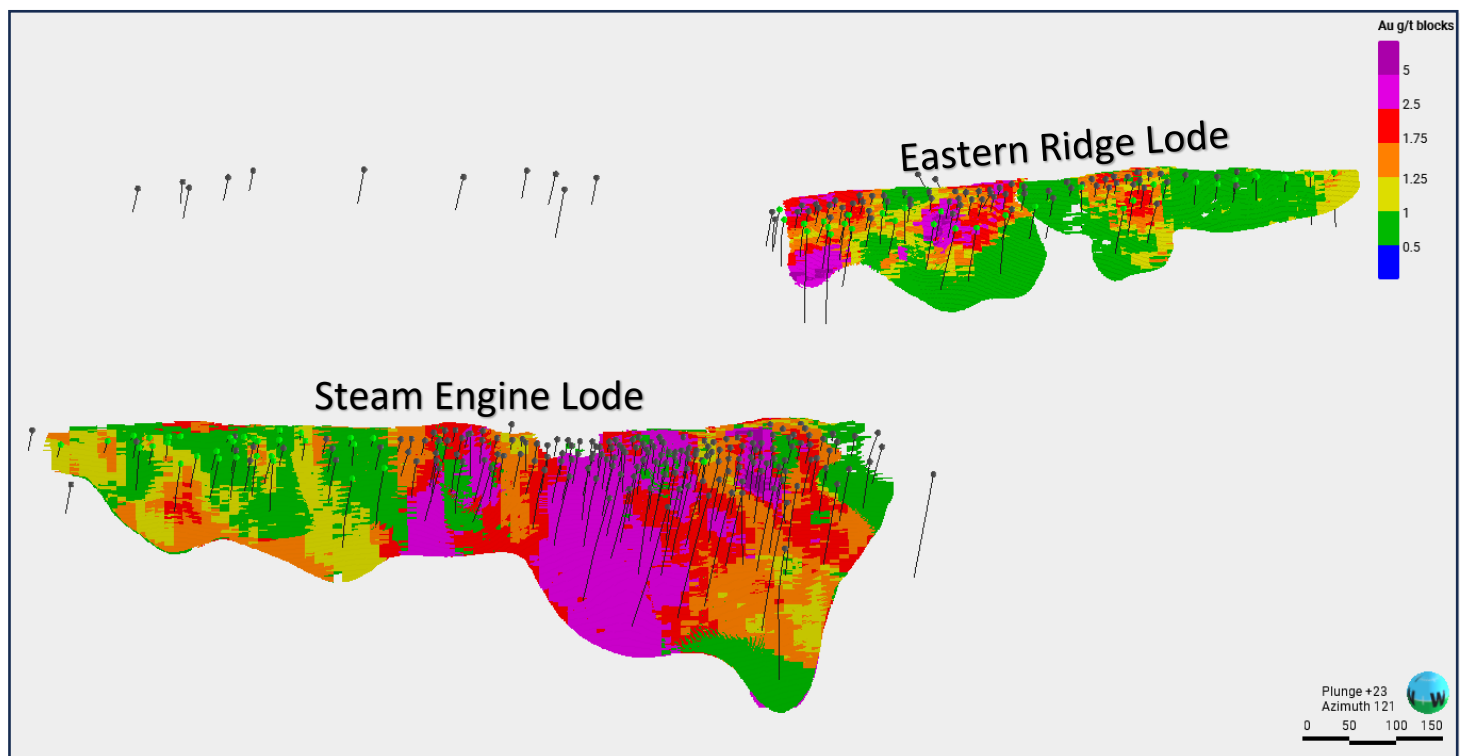 Au g/t blocks
5
2.5
1.75
1.25
1
0.5
Eastern Ridge Lode
Steam Engine Lode
Plunge +23
Azimuth 121
W
0 50 100 150